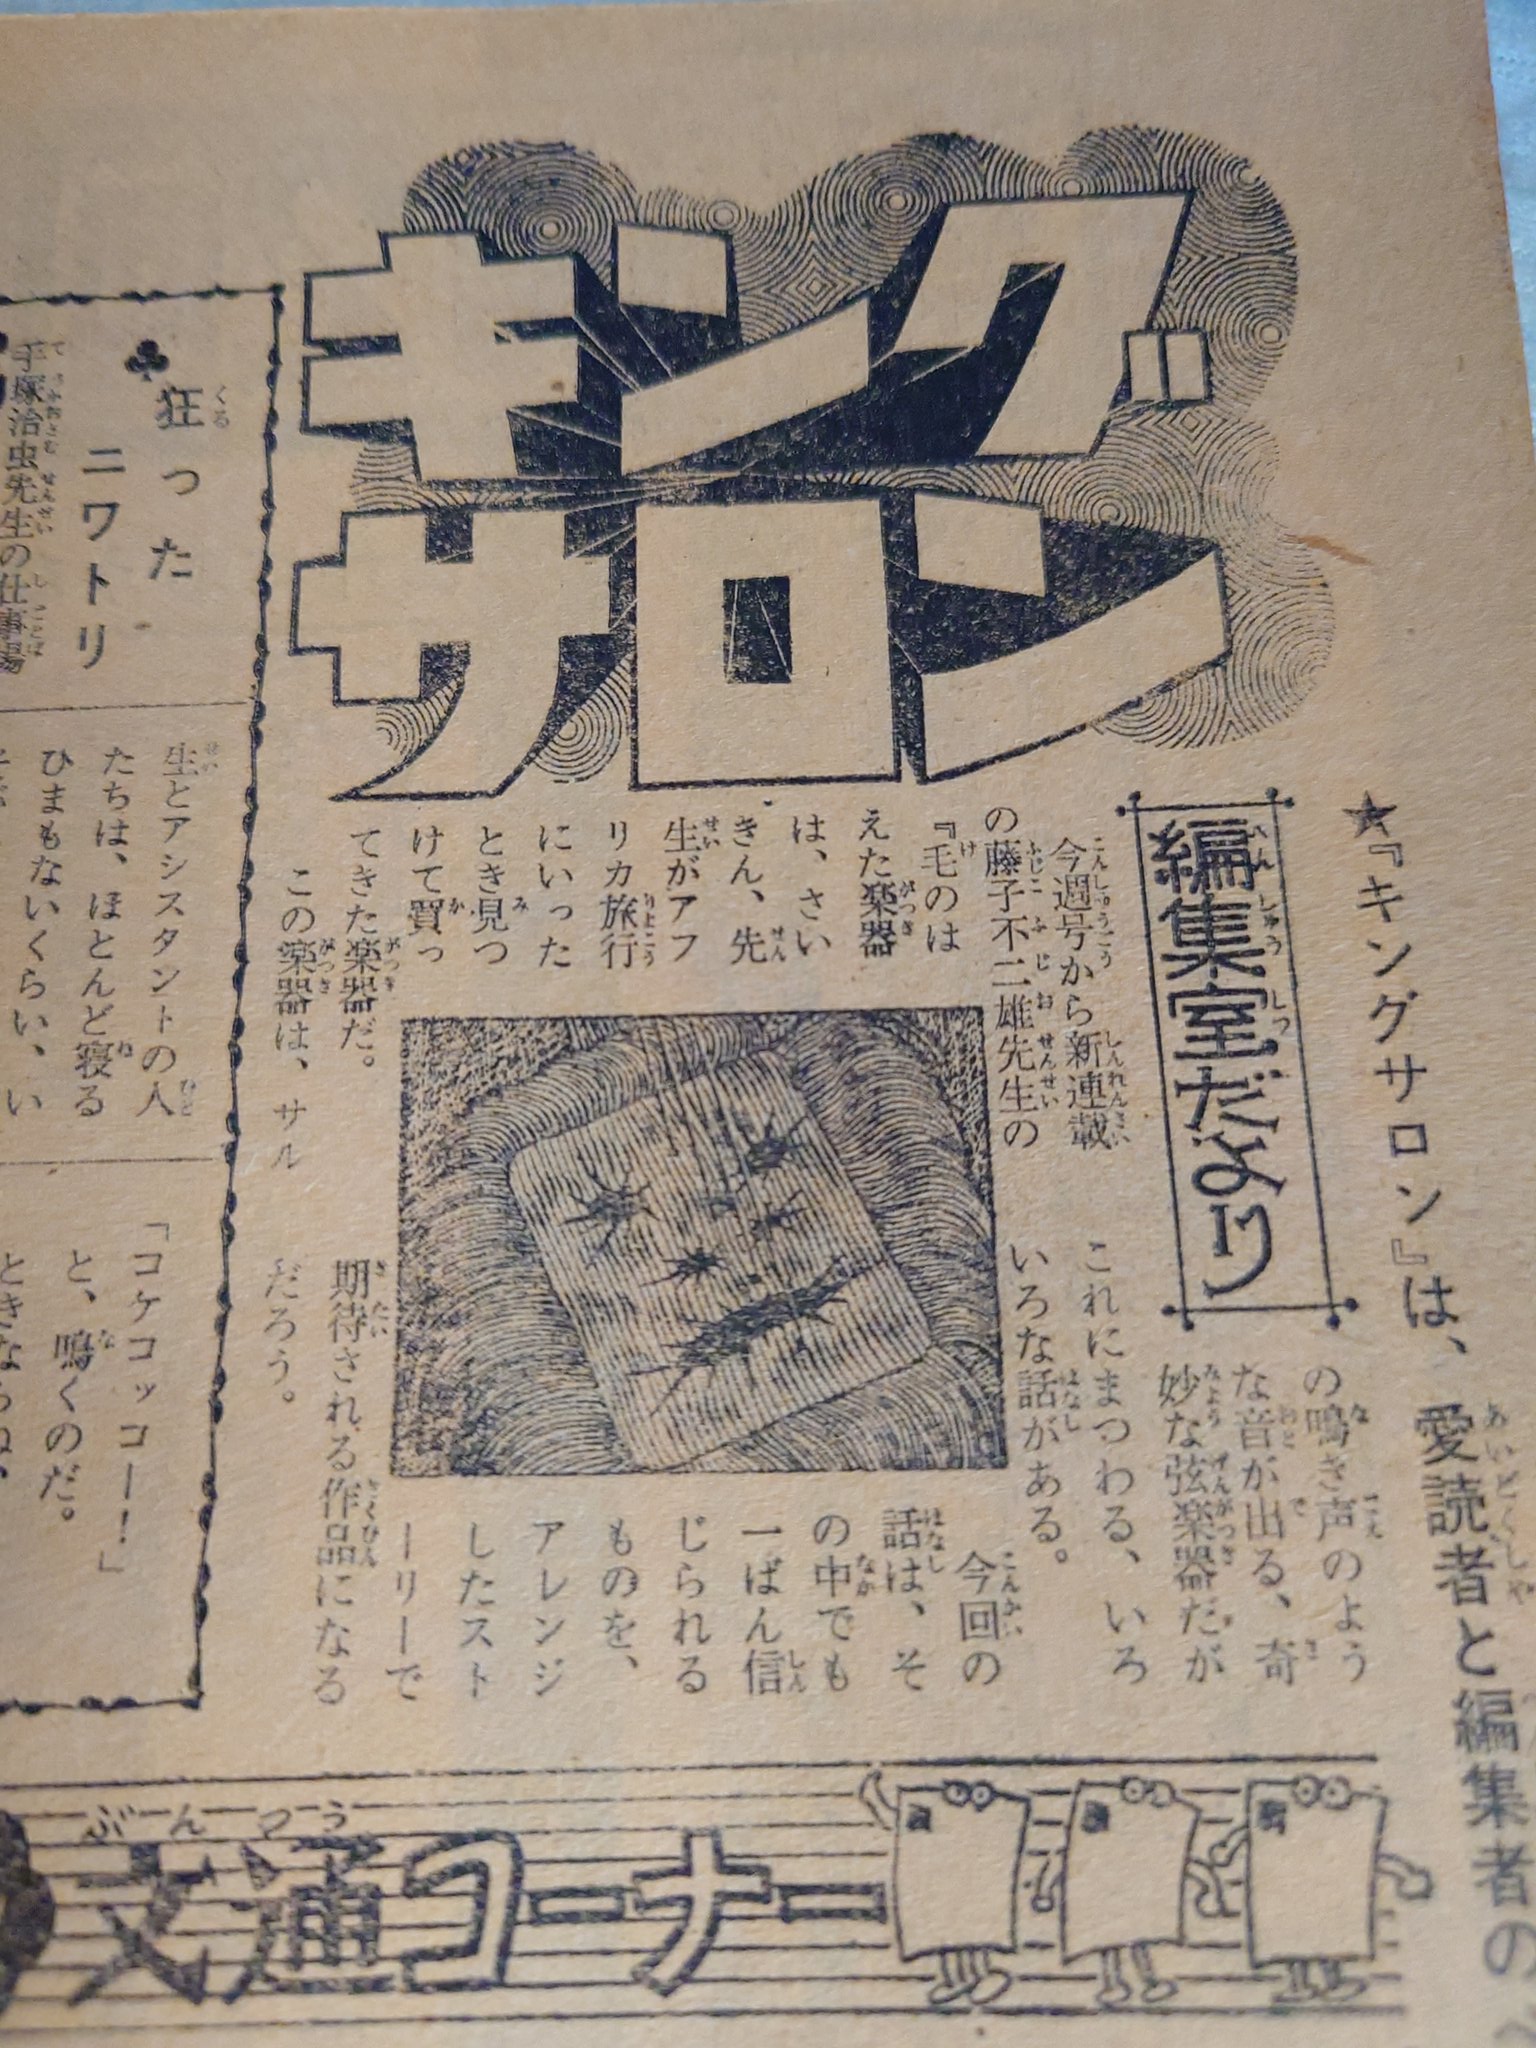 キング
サロン
★『キングサロン』は、愛読者と編集者の
編集室だより
今週号から新連載
の藤子不二雄先生の
『毛のは
えた楽器
は、さい
きん、先
生がアフ
リカ旅行
にいった
とき見つ
けて買っ
てきた楽器だ。
この楽器は、サル
の鳴き声のよう
な音が出る、奇
妙な弦楽器だが
これにまつわる、いろ
いろな話がある。
今回の
話は、そ
の中でも
一ばん信
じられる
ものを、
アレンジ
したスト
ーリーで
期待される作品になる
だろう。
♣狂った
ニワトリ
手塚治虫先生の仕事場
生とアシスタントの人
たちは、ほとんど寝る
ひまもないくらい、い
「コケコッコー！」
と、鳴くのだ。
ときならぬ、
文通コーナー